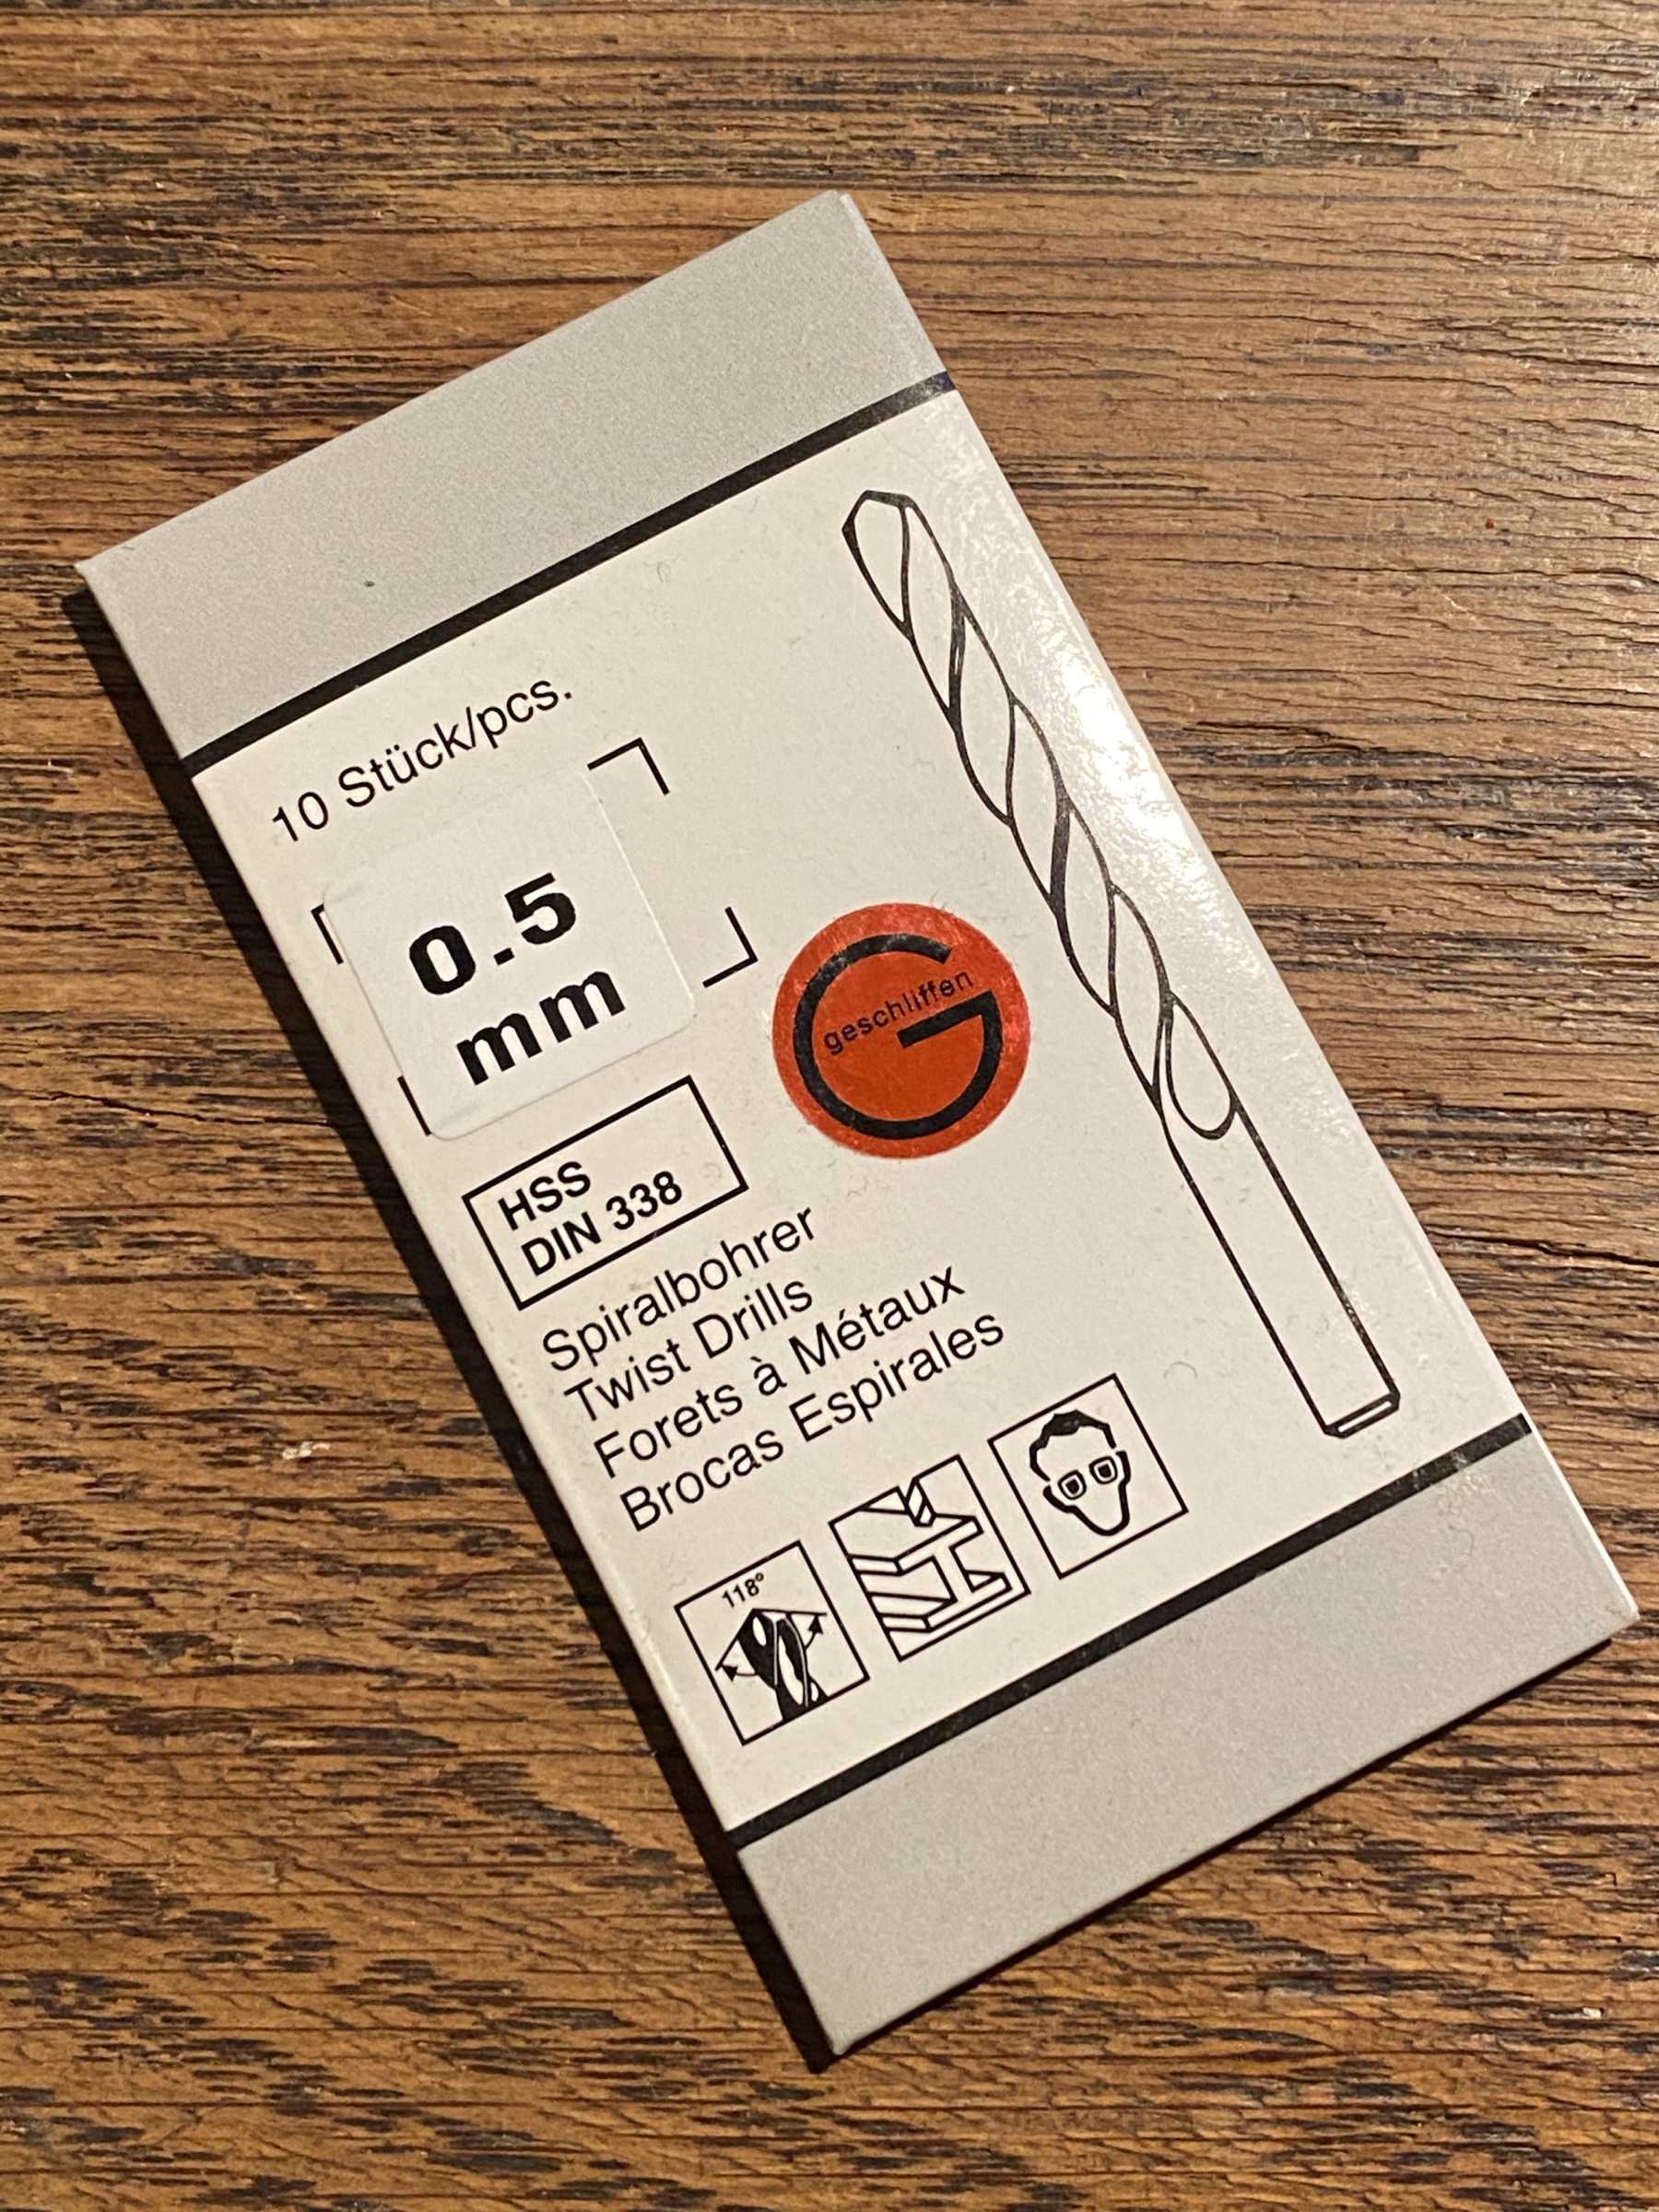 10 Stück/pcs.
0.5
mm
geschliffen
G
HSS
DIN 338
Spiralbohrer
Twist Drills
Forets à Métaux
Brocas Espirales
118°